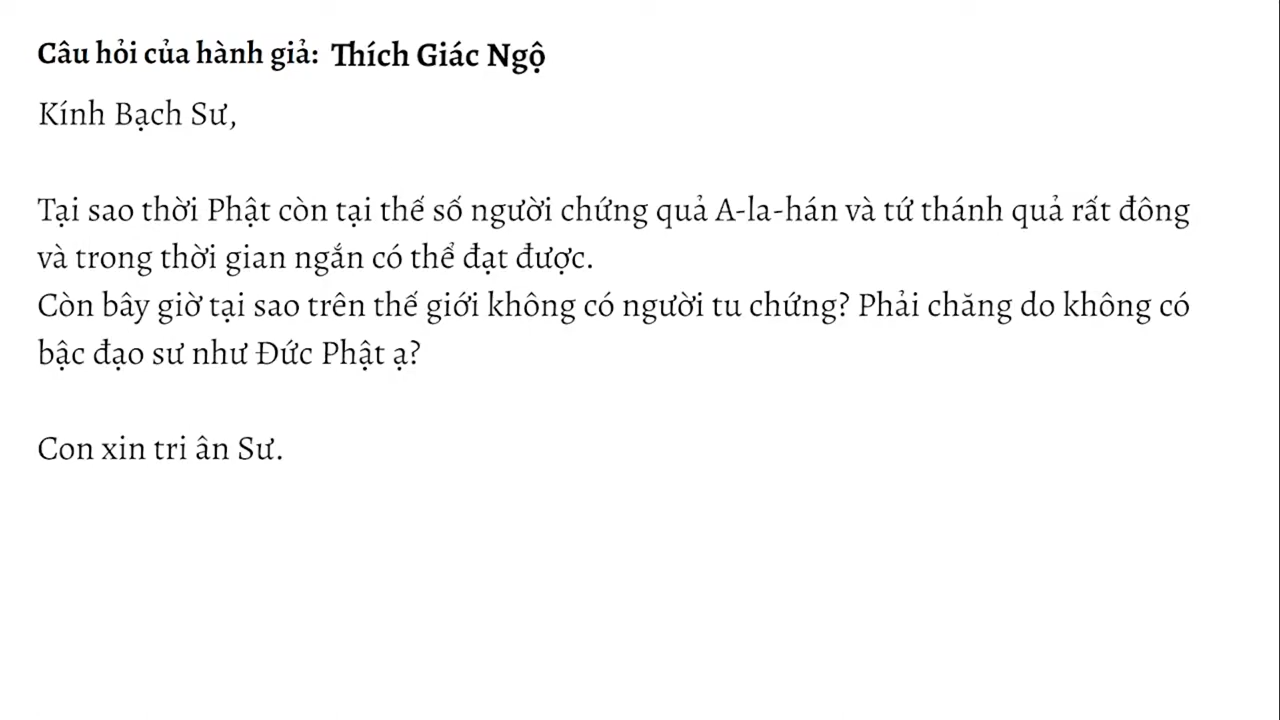 Câu hỏi của hành giả: Thích Giác Ngộ
Kính Bạch Sư,
Tại sao thời Phật còn tại thế số người chứng quả A-la-hán và tứ thánh quả rất đông
và trong thời gian ngắn có thể đạt được.
Còn bây giờ tại sao trên thế giới không có người tu chứng? Phải chăng do không có
bậc đạo sư như Đức Phật ạ?
Con xin tri ân Sư.